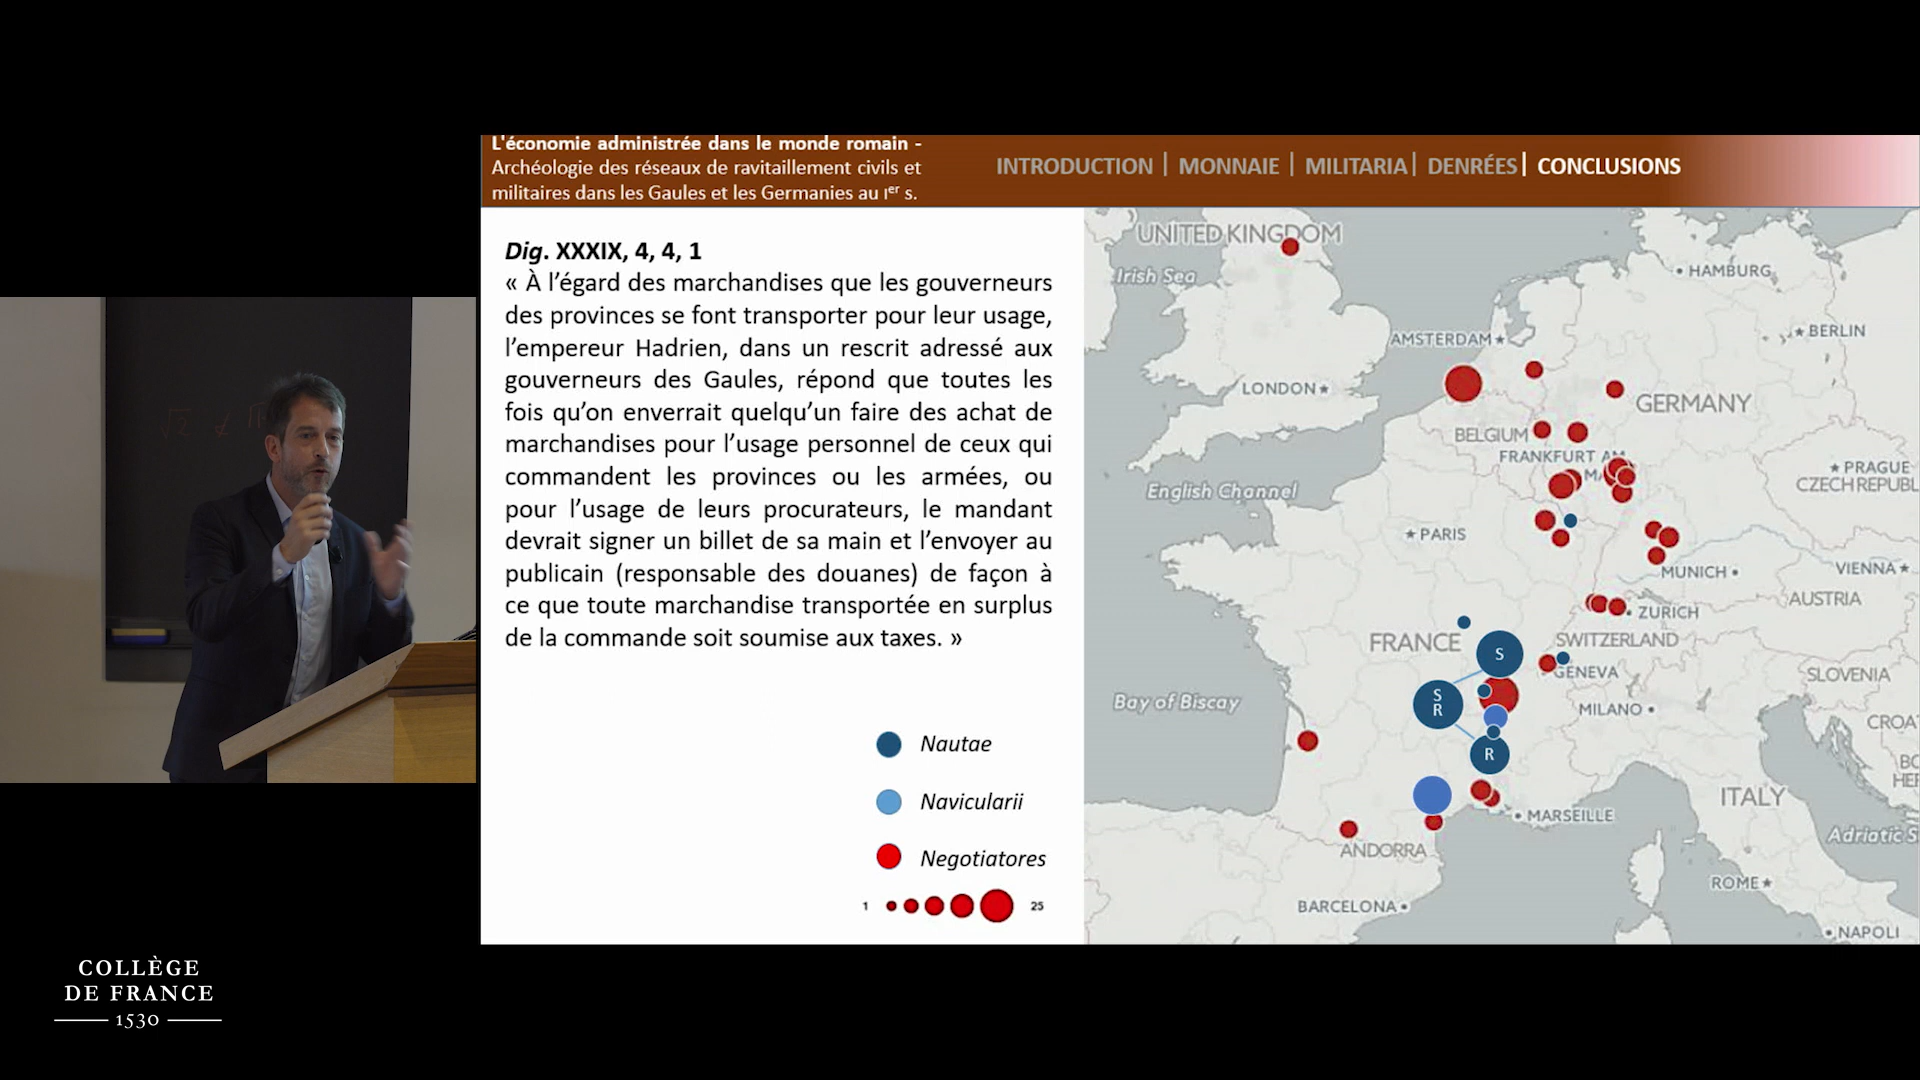 L'économie administrée dans le monde romain -
Archéologie des réseaux de ravitaillement civils et
militaires dans les Gaules et les Germanies au Ier s.
INTRODUCTION | MONNAIE | MILITARIA | DENRÉES | CONCLUSIONS
Dig. XXXIX, 4, 4, 1
« À l'égard des marchandises que les gouverneurs
des provinces se font transporter pour leur usage,
l'empereur Hadrien, dans un rescrit adressé aux
gouverneurs des Gaules, répond que toutes les
fois qu'on enverrait quelqu'un faire des achat de
marchandises pour l'usage personnel de ceux qui
commandent les provinces ou les armées, ou
pour l'usage de leurs procurateurs, le mandant
devrait signer un billet de sa main et l'envoyer au
publicain (responsable des douanes) de façon à
ce que toute marchandise transportée en surplus
de la commande soit soumise aux taxes. »
Nautae
Navicularii
Negotiatores
1 25
UNITED KINGDOM
Irish Sea
HAMBURG
BERLIN
AMSTERDAM
LONDON
GERMANY
BELGIUM
FRANKFURT AM
MA
PRAGUE
CZECH REPUBL
English Channel
PARIS
MUNICH
VIENNA
AUSTRIA
ZURICH
FRANCE
SWITZERLAND
S
GENEVA
SLOVENIA
S
R
Bay of Biscay
MILANO
CROA
R
BO
HER
ITALY
MARSEILLE
Adriatic S
ANDORRA
ROME
BARCELONA
NAPOLI
COLLÈGE
DE FRANCE
1530